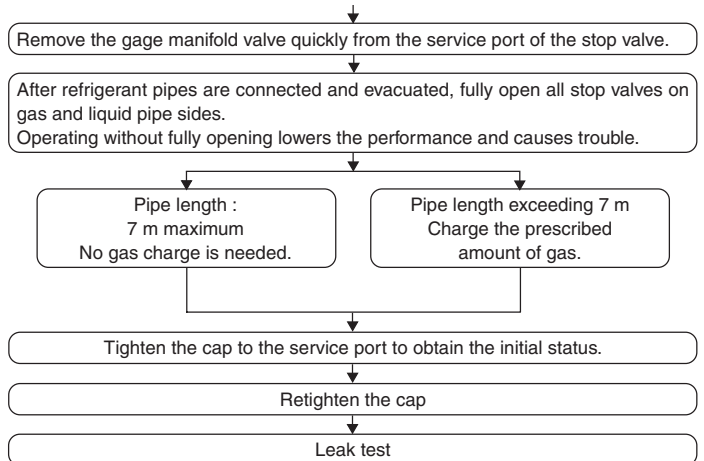 Remove the gage manifold valve quickly from the service port of the stop valve.
After refrigerant pipes are connected and evacuated, fully open all stop valves on
gas and liquid pipe sides.
Operating without fully opening lowers the performance and causes trouble.
Pipe length :
7 m maximum
No gas charge is needed.
Pipe length exceeding 7 m
Charge the prescribed
amount of gas.
Tighten the cap to the service port to obtain the initial status.
Retighten the cap
Leak test